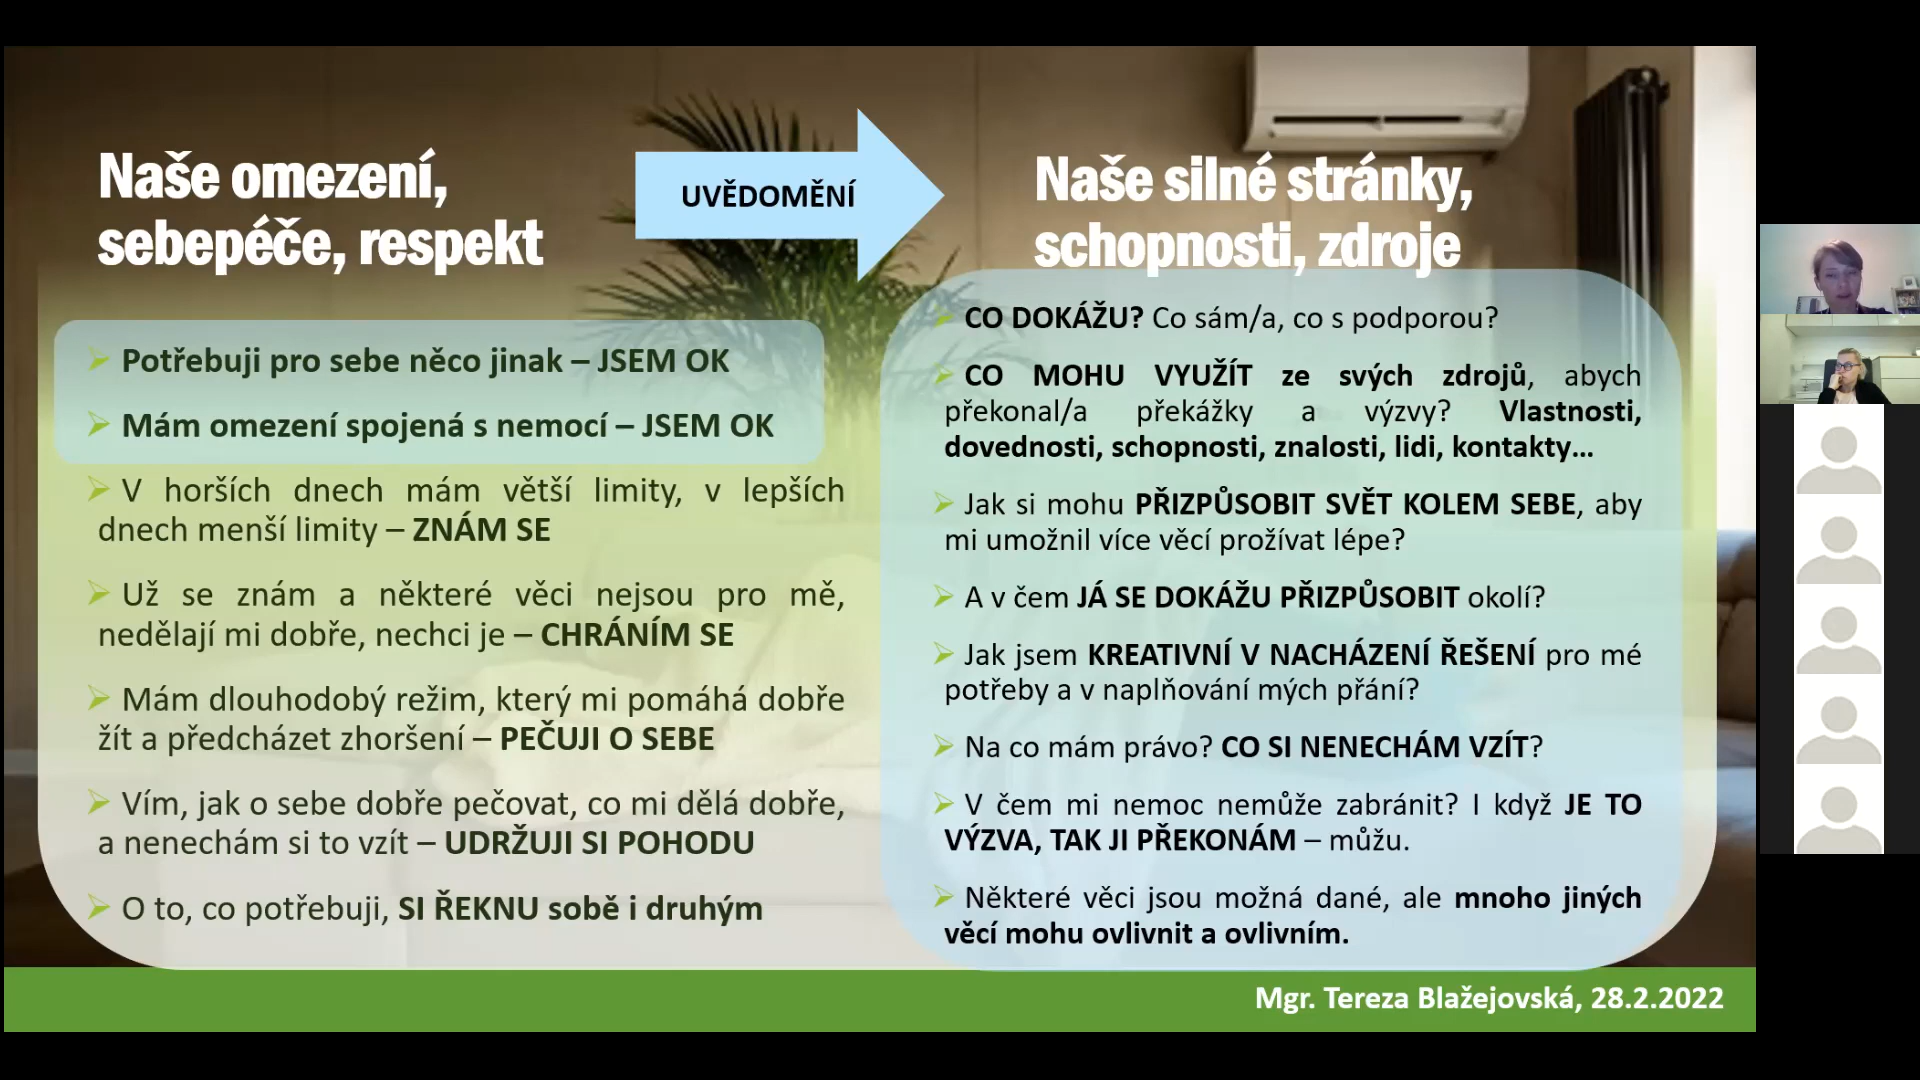 Naše omezení,
sebepéče, respekt
UVĚDOMĚNÍ
Naše silné stránky,
schopnosti, zdroje
Potřebuji pro sebe něco jinak – JSEM OK
Mám omezení spojená s nemocí – JSEM OK
V horších dnech mám větší limity, v lepších
dnech menší limity – ZNÁM SE
Už se znám a některé věci nejsou pro mě,
nedělají mi dobře, nechci je – CHRÁNÍM SE
Mám dlouhodobý režim, který mi pomáhá dobře
žít a předcházet zhoršení – PEČUJI O SEBE
Vím, jak o sebe dobře pečovat, co mi dělá dobře,
a nenechám si to vzít – UDRŽUJI SI POHODU
O to, co potřebuji, SI ŘEKNU sobě i druhým
CO DOKÁŽU? Co sám/a, co s podporou?
CO MOHU VYUŽÍT ze svých zdrojů, abych
překonal/a překážky a výzvy? Vlastnosti,
dovednosti, schopnosti, znalosti, lidi, kontakty...
Jak si mohu PŘIZPŮSOBIT SVĚT KOLEM SEBE, aby
mi umožnil více věcí prožívat lépe?
A v čem JÁ SE DOKÁŽU PŘIZPŮSOBIT okolí?
Jak jsem KREATIVNÍ V NACHÁZENÍ ŘEŠENÍ pro mé
potřeby a v naplňování mých přání?
Na co mám právo? CO SI NENECHÁM VZÍT?
V čem mi nemoc nemůže zabránit? I když JE TO
VÝZVA, TAK JI PŘEKONÁM – můžu.
Některé věci jsou možná dané, ale mnoho jiných
věcí mohu ovlivnit a ovlivním.
Mgr. Tereza Blažejovská, 28.2.2022